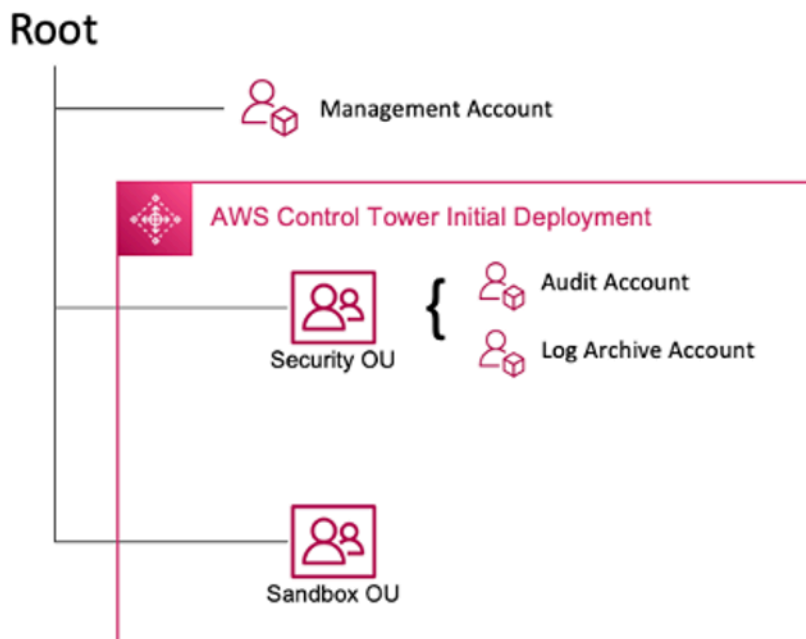 Root
Management Account
AWS Control Tower Initial Deployment
Audit Account
Security OU
Log Archive Account
Sandbox OU